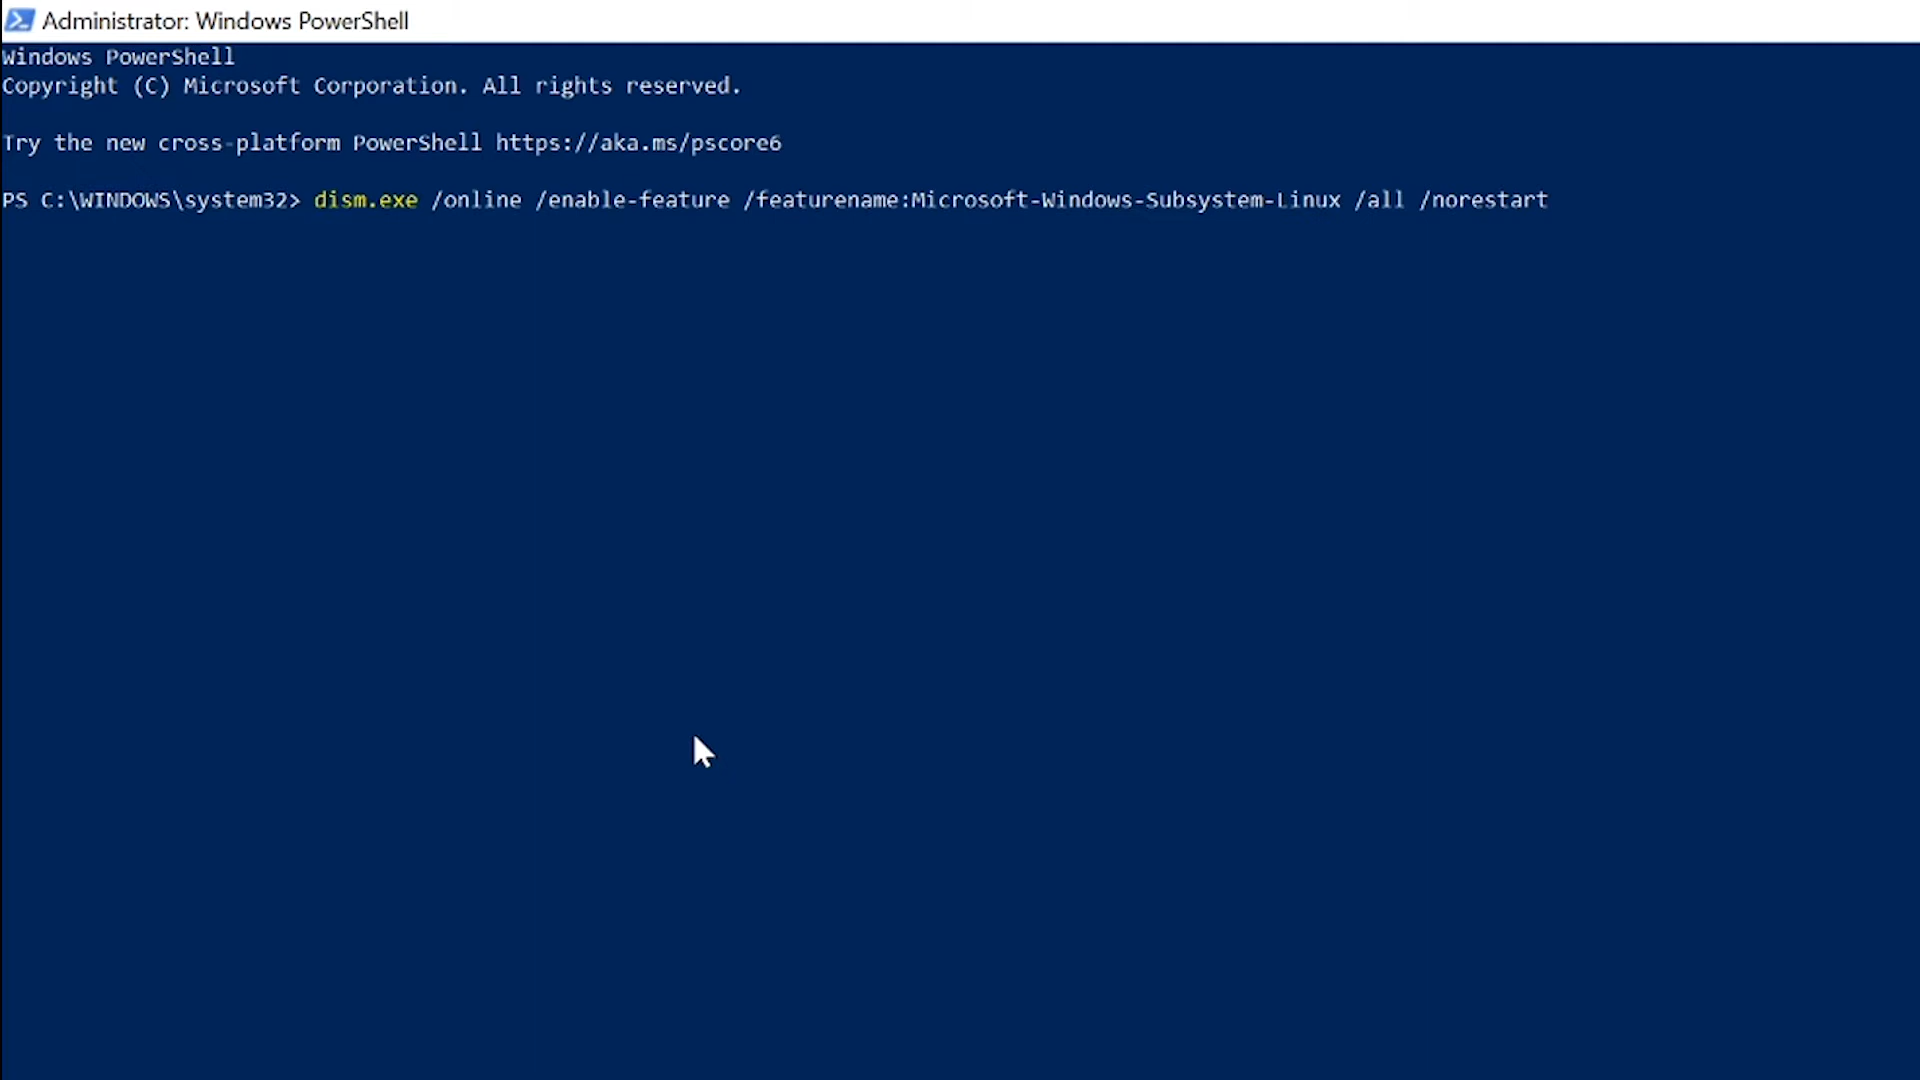 Administrator: Windows PowerShell
Windows PowerShell
Copyright (C) Microsoft Corporation. All rights reserved.
Try the new cross-platform PowerShell https://aka.ms/pscore6
PS C:\WINDOWS\system32> dism.exe /online /enable-feature /featurename:Microsoft-Windows-Subsystem-Linux /all /norestart